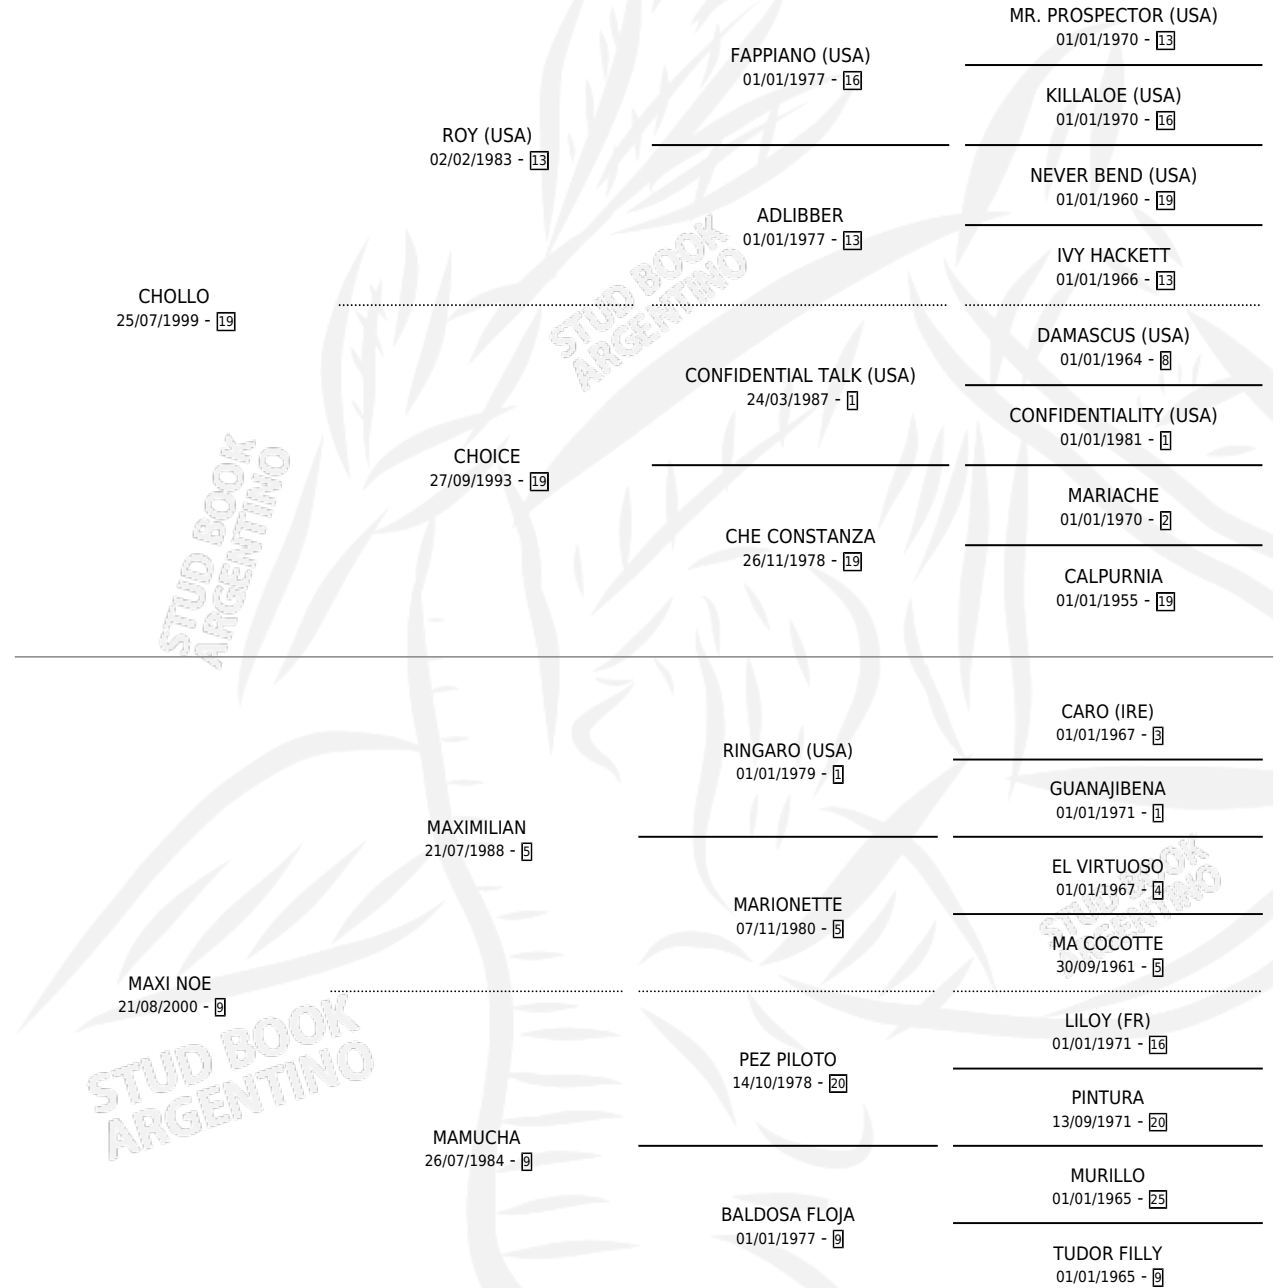 MR. PROSPECTOR (USA)
01/01/1970 - 13
FAPPIANO (USA)
01/01/1977 - 16
KILLALOE (USA)
01/01/1970 - 16
ROY (USA)
02/02/1983 - 13
NEVER BEND (USA)
01/01/1960 - 19
ADLIBBER
01/01/1977 - 13
IVY HACKETT
01/01/1966 - 13
CHOLLO
25/07/1999 - 19
DAMASCUS (USA)
01/01/1964 - 8
CONFIDENTIAL TALK (USA)
24/03/1987 - 1
CONFIDENTIALITY (USA)
01/01/1981 - 1
CHOICE
27/09/1993 - 19
MARIACHE
01/01/1970 - 2
CHE CONSTANZA
26/11/1978 - 19
CALPURNIA
01/01/1955 - 19
CARO (IRE)
01/01/1967 - 3
RINGARO (USA)
01/01/1979 - 1
GUANAJIBENA
01/01/1971 - 1
MAXIMILIAN
21/07/1988 - 5
EL VIRTUOSO
01/01/1967 - 4
MARIONETTE
07/11/1980 - 5
MA COCOTTE
30/09/1961 - 5
MAXI NOE
21/08/2000 - 9
LILOY (FR)
01/01/1971 - 16
PEZ PILOTO
14/10/1978 - 20
PINTURA
13/09/1971 - 20
MAMUCHA
26/07/1984 - 9
MURILLO
01/01/1965 - 25
BALDOSA FLOJA
01/01/1977 - 9
TUDOR FILLY
01/01/1965 - 9
STUD BOOK
ARGENTINO
STUD BOOK
ARGENTINO
STUD BOOK
ARGENTINO
STUD BOOK
ARGENTINO